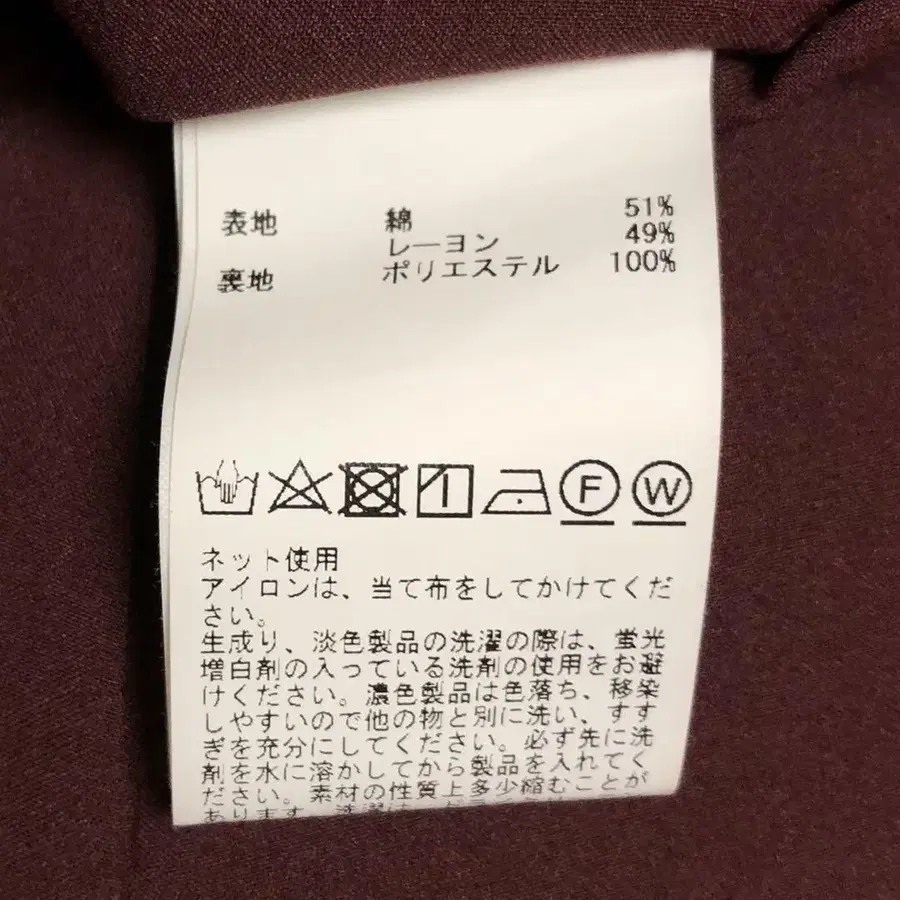 表地 綿 51%
レーヨン 49%
裏地 ポリエステル 100%
F W
ネット使用
アイロンは、当て布をしてかけてくだ
さい。
生成り、淡色製品の洗濯の際は、蛍光
増白剤の入っている洗剤の使用をお避
けください。濃色製品は色落ち、移染
しやすいので他の物と別に洗い、すす
ぎを充分にしてください。必ず先に洗
剤を水に溶かしてから製品を入れてく
ださい。素材の性質上多少縮むことが
あります。洗濯は、